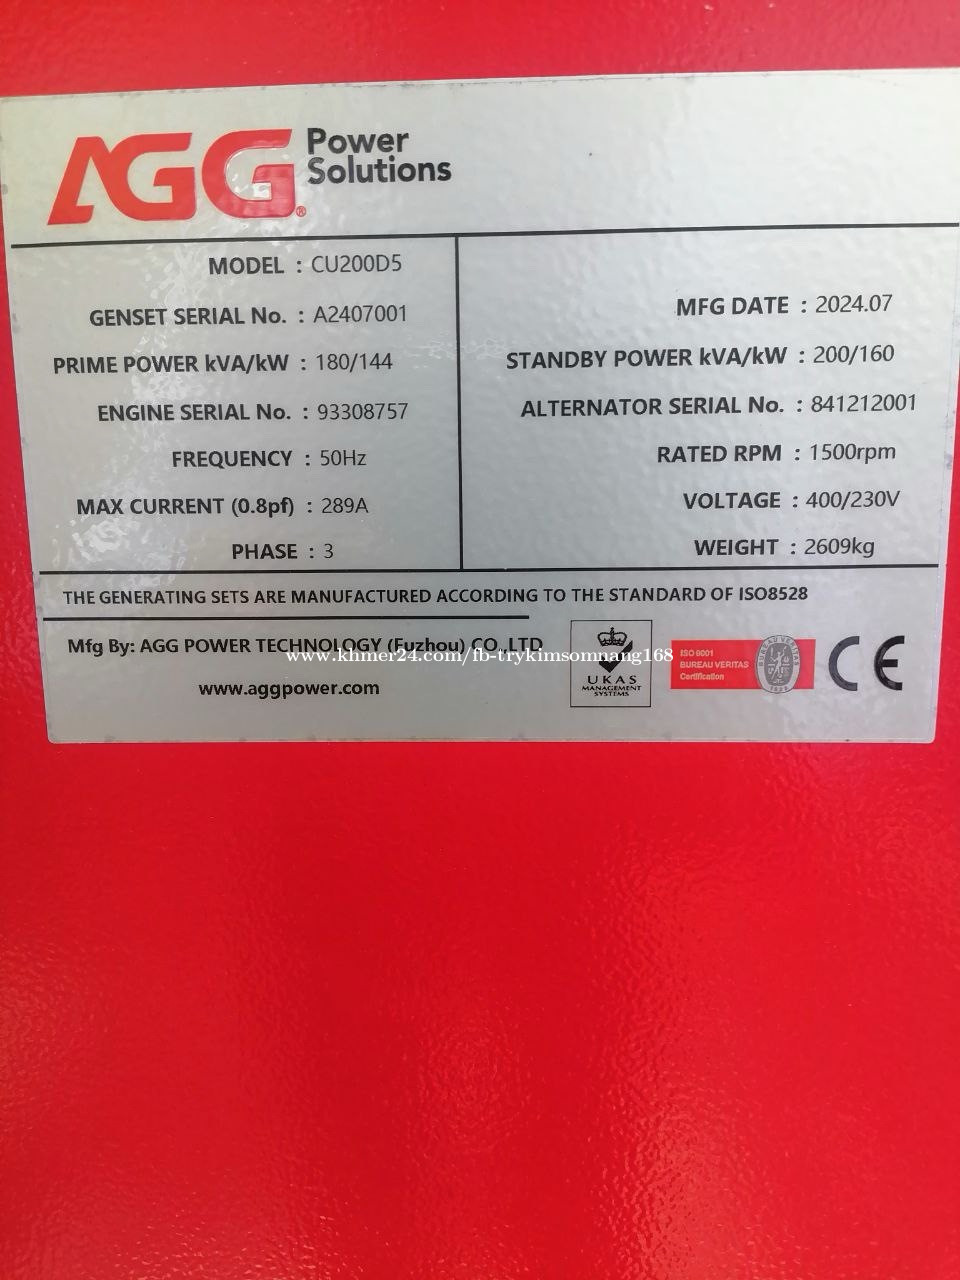 AGG Power
Solutions
®
MODEL : CU200D5
GENSET SERIAL No. : A2407001
PRIME POWER kVA/kW : 180/144
ENGINE SERIAL No. : 93308757
FREQUENCY : 50Hz
MAX CURRENT (0.8pf) : 289A
PHASE : 3
MFG DATE : 2024.07
STANDBY POWER kVA/kW : 200/160
ALTERNATOR SERIAL No. : 841212001
RATED RPM : 1500rpm
VOLTAGE : 400/230V
WEIGHT : 2609kg
THE GENERATING SETS ARE MANUFACTURED ACCORDING TO THE STANDARD OF ISO8528
Mfg By: AGG POWER TECHNOLOGY (Fuzhou) CO.,LTD
www.khmer24.com/fb-trykimsomnang168
www.aggpower.com
UKAS
MANAGEMENT
SYSTEMS
ISO 9001
BUREAU VERITAS
Certification
BUREAU VERITAS
1828
CE